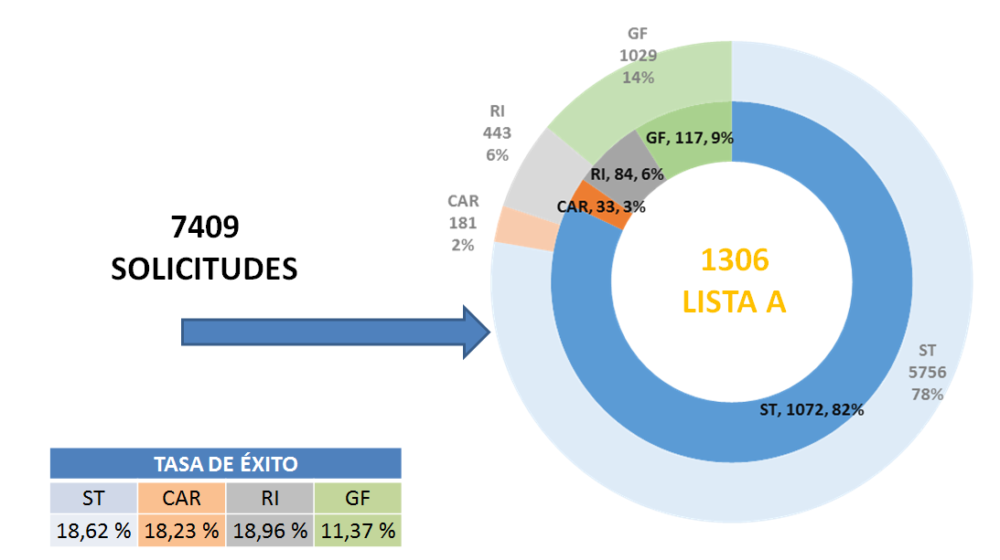 7409
SOLICITUDES
GF
1029
14%
RI
443
6%
CAR
181
2%
ST
5756
78%
GF, 117, 9%
RI, 84, 6%
CAR, 33, 3%
ST, 1072, 82%
1306
LISTA A
TASA DE ÉXITO
ST CAR RI GF
18,62 % 18,23 % 18,96 % 11,37 %